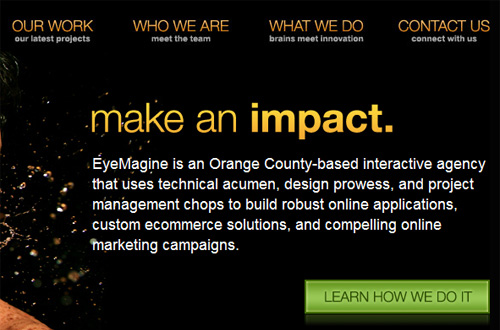 OUR WORK WHO WE ARE WHAT WE DO CONTACT US
our latest projects meet the team brains meet innovation connect with us
make an impact.
EyeMagine is an Orange County-based interactive agency
that uses technical acumen, design prowess, and project
management chops to build robust online applications,
custom ecommerce solutions, and compelling online
marketing campaigns.
LEARN HOW WE DO IT